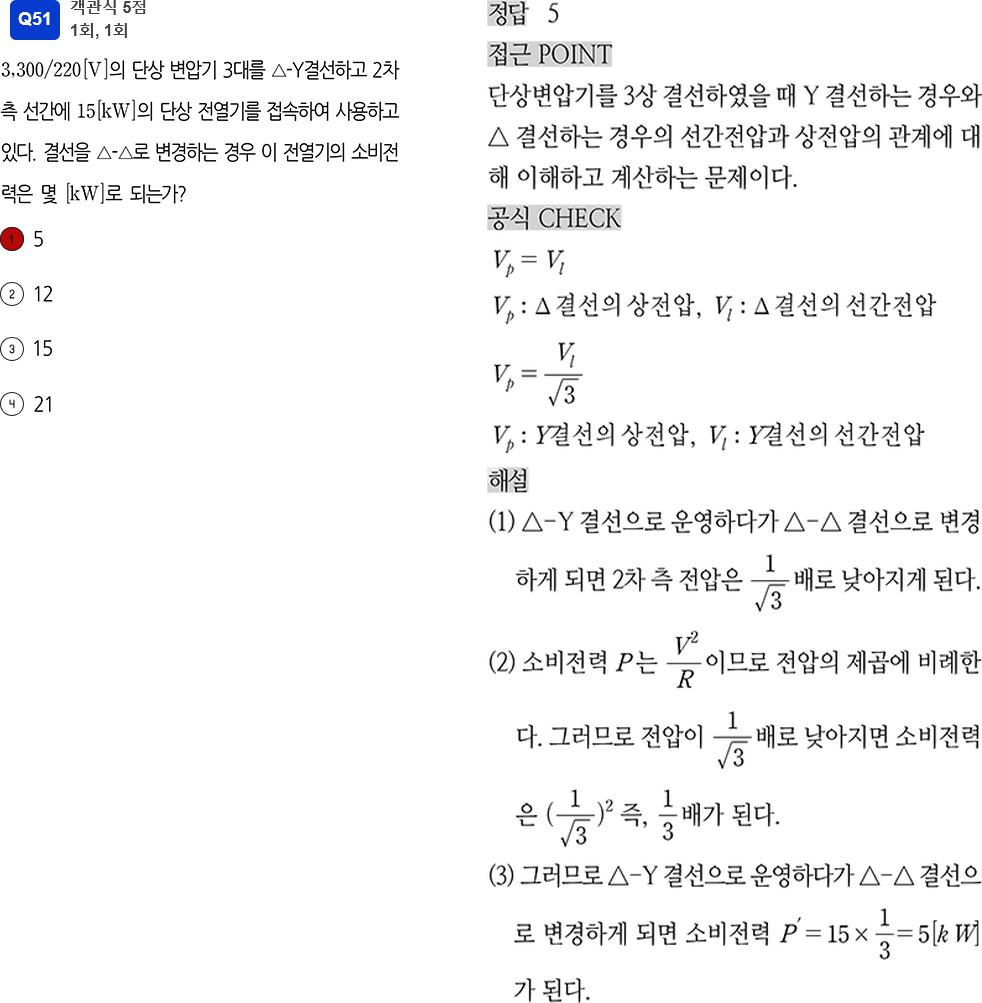 Q51
객관식 5점
1회, 1회
3,300/220[V]의 단상 변압기 3대를 △-Y결선하고 2차
측 선간에 15[kW]의 단상 전열기를 접속하여 사용하고
있다. 결선을 △-△로 변경하는 경우 이 전열기의 소비전
력은 몇 [kW]로 되는가?
① 5
② 12
③ 15
④ 21
정답 5
접근 POINT
단상변압기를 3상 결선하였을 때 Y 결선하는 경우와
△ 결선하는 경우의 선간전압과 상전압의 관계에 대
해 이해하고 계산하는 문제이다.
공식 CHECK
V_p = V_l
V_p : Δ 결선의 상전압, V_l : Δ 결선의 선간전압
V_p = V_l/√3
V_p : Y결선의 상전압, V_l : Y결선의 선간전압
해설
(1) △-Y 결선으로 운영하다가 △-△ 결선으로 변경
하게 되면 2차 측 전압은 1/√3 배로 낮아지게 된다.
(2) 소비전력 P는 V²/R 이므로 전압의 제곱에 비례한
다. 그러므로 전압이 1/√3 배로 낮아지면 소비전력
은 (1/√3)² 즉, 1/3 배가 된다.
(3) 그러므로 △-Y 결선으로 운영하다가 △-△ 결선으
로 변경하게 되면 소비전력 P′ = 15 × 1/3 = 5[kW]
가 된다.